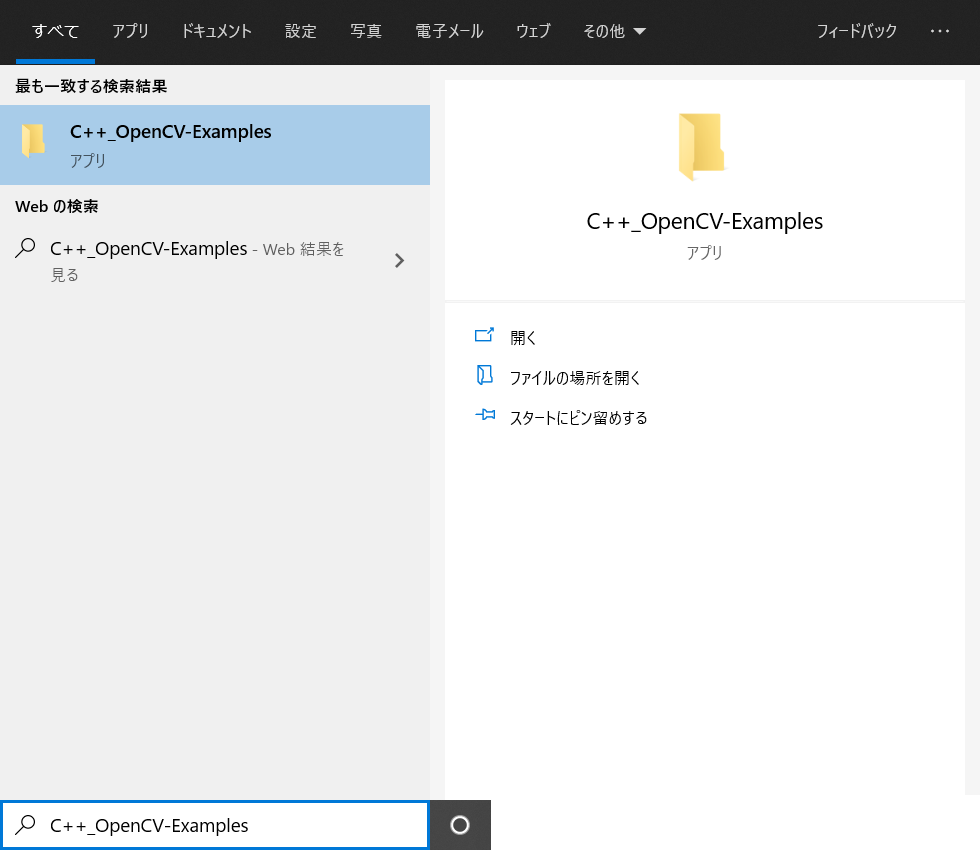 すべて アプリ ドキュメント 設定 写真 電子メール ウェブ その他 フィードバック ...
最も一致する検索結果
C++_OpenCV-Examples
アプリ
Web の検索
C++_OpenCV-Examples - Web 結果を
見る
C++_OpenCV-Examples
アプリ
開く
ファイルの場所を開く
スタートにピン留めする
C++_OpenCV-Examples